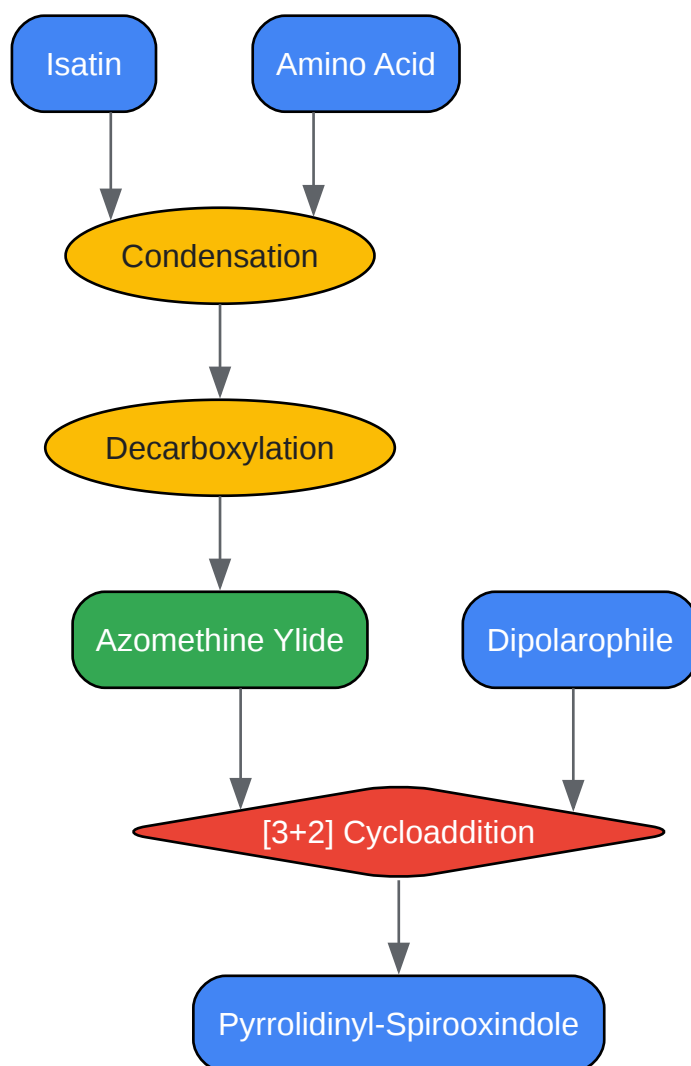 Isatin
Amino Acid
Condensation
Decarboxylation
Azomethine Ylide
Dipolarophile
[3+2] Cycloaddition
Pyrrolidinyl-Spirooxindole